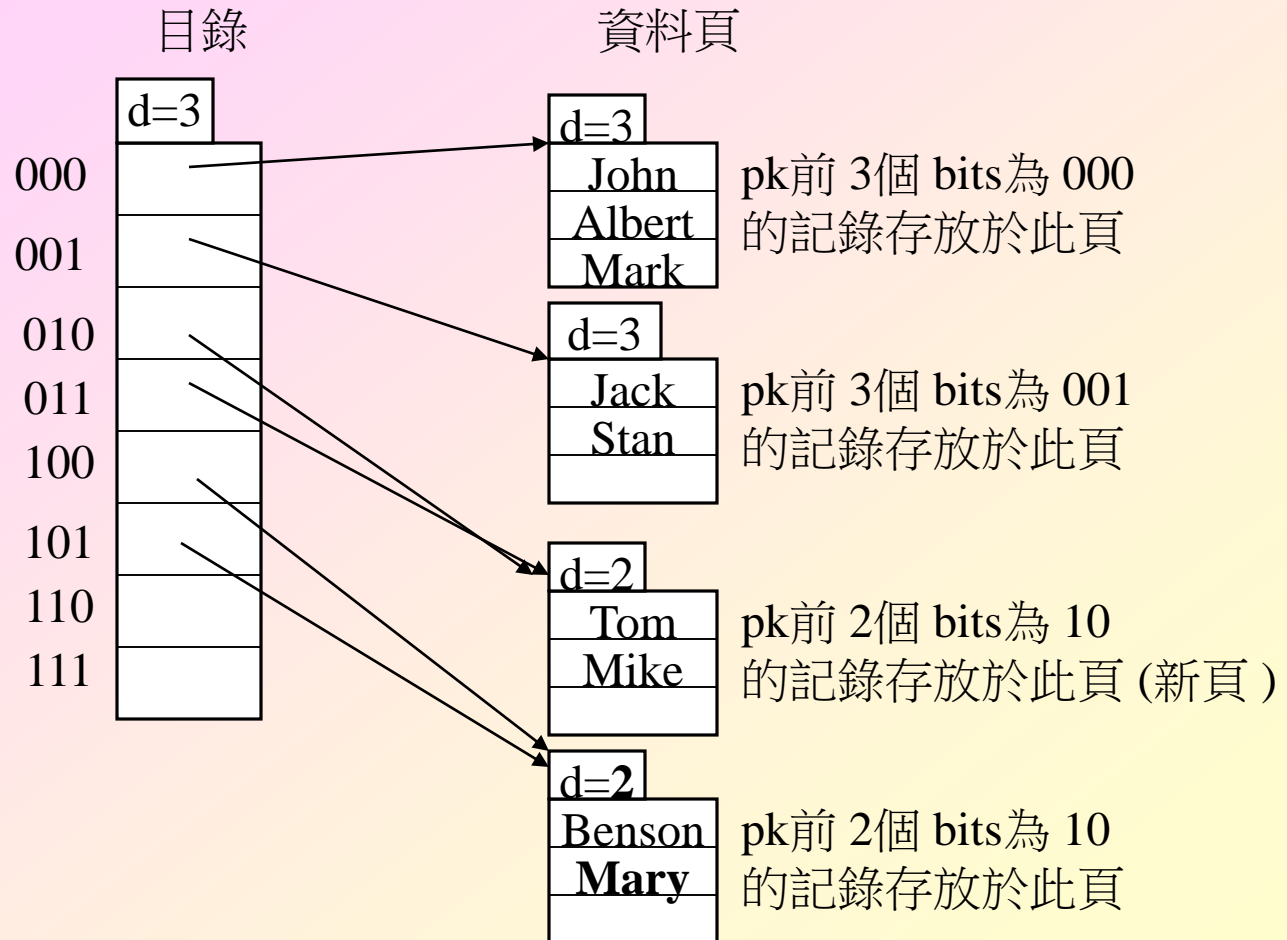 目錄
資料頁
d=3
000
001
010
011
100
101
110
111
d=3
John
Albert
Mark
pk前 3個 bits為 000
的記錄存放於此頁
d=3
Jack
Stan
pk前 3個 bits為 001
的記錄存放於此頁
d=2
Tom
Mike
pk前 2個 bits為 10
的記錄存放於此頁 (新頁 )
d=2
Benson
Mary
pk前 2個 bits為 10
的記錄存放於此頁